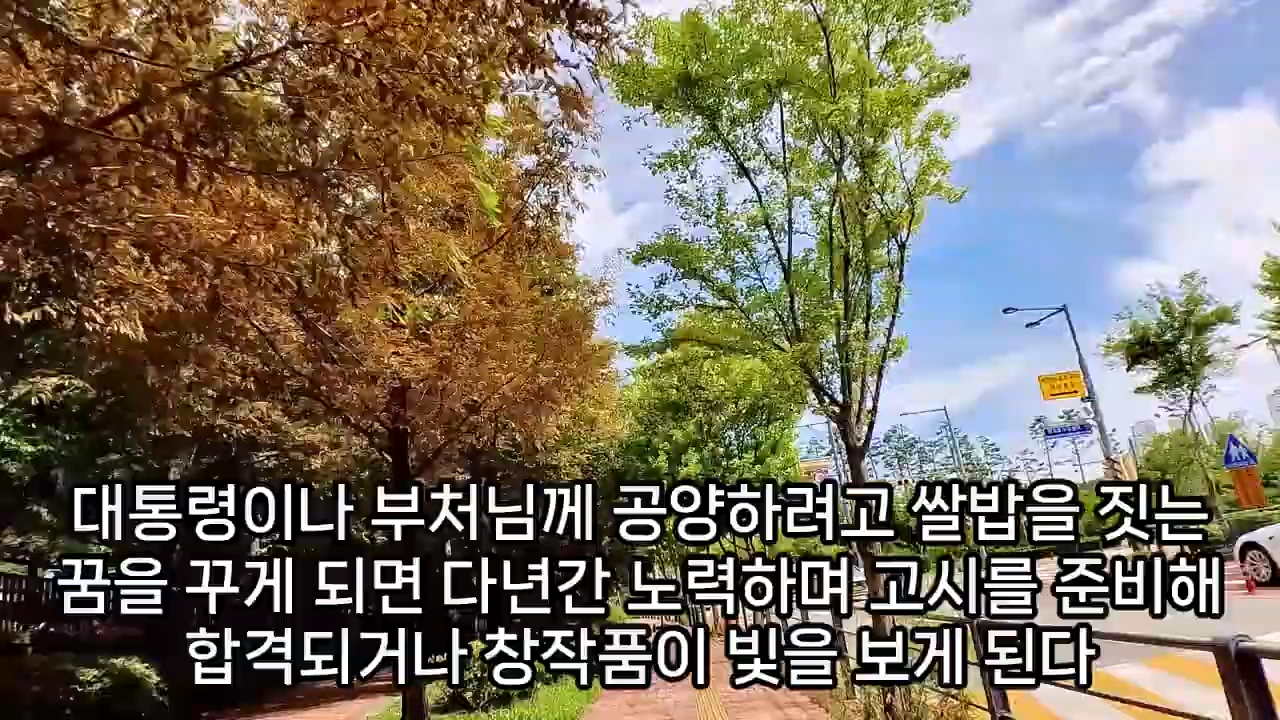 대통령이나 부처님께 공양하려고 쌀밥을 짓는
꿈을 꾸게 되면 다년간 노력하며 고시를 준비해
합격되거나 창작품이 빛을 보게 된다